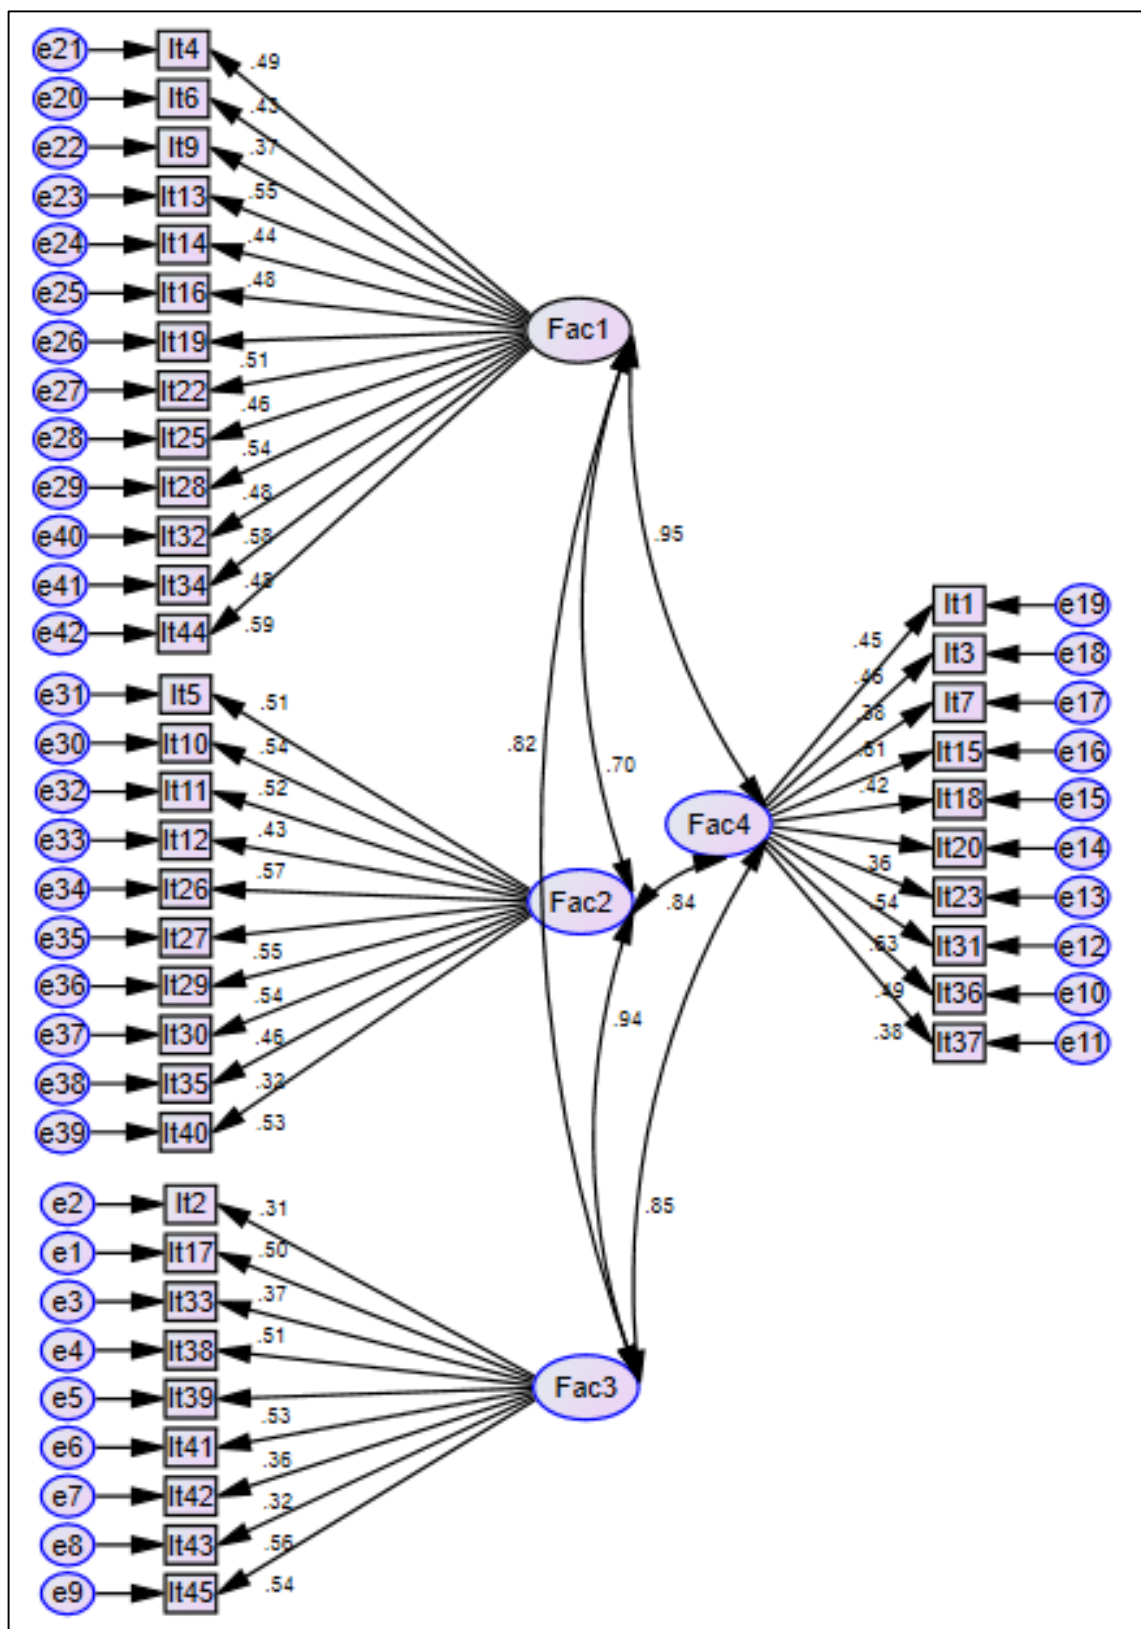 e21 It4 .49
e20 It6 .43
e22 It9 .37
e23 It13 .55
e24 It14 .44
e25 It16 .48
e26 It19 .51
e27 It22 .46
e28 It25 .54
e29 It28 .48
e40 It32 .58
e41 It34 .48
e42 It44 .59
Fac1
.95
.82
.70
e31 It5 .51
e30 It10 .54
e32 It11 .52
e33 It12 .43
e34 It26 .57
e35 It27 .55
e36 It29 .54
e37 It30 .46
e38 It35 .32
e39 It40 .53
Fac2
.84
.94
.85
Fac4
.45 It1 e19
.46 It3 e18
.38 It7 e17
.51 It15 e16
.42 It18 e15
.36 It20 e14
.54 It23 e13
It31 e12
.49 It36 e10
.38 It37 e11
e2 It2 .31
e1 It17 .50
e3 It33 .37
e4 It38 .51
e5 It39 .53
e6 It41 .36
e7 It42 .32
e8 It43 .56
e9 It45 .54
Fac3